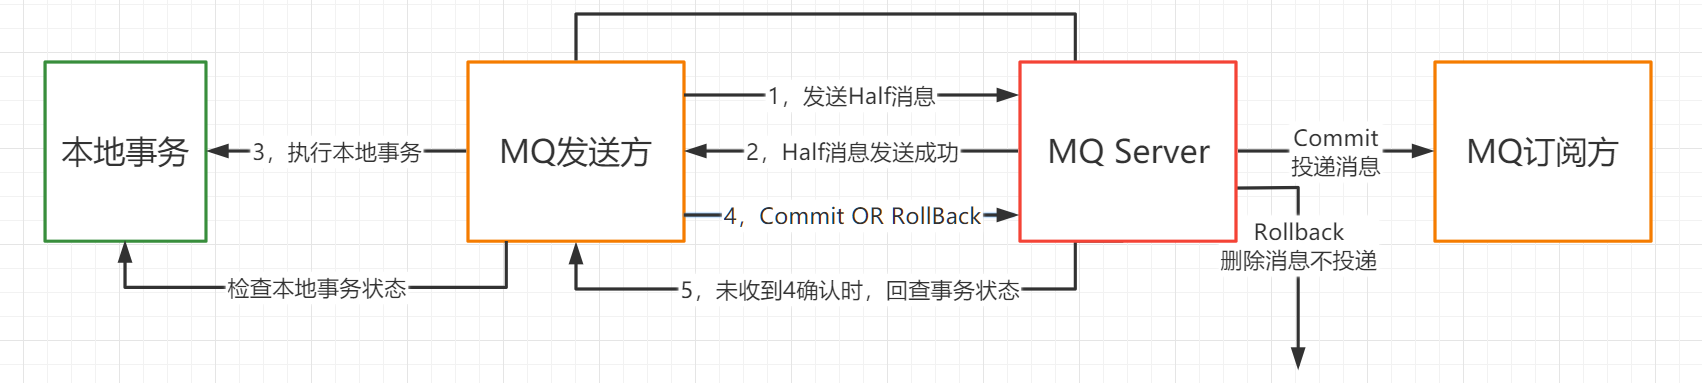 1，发送Half消息
本地事务
3，执行本地事务
MQ发送方
2，Half消息发送成功
MQ Server
Commit
投递消息
MQ订阅方
4，Commit OR RollBack
Rollback
删除消息不投递
检查本地事务状态
5，未收到4确认时，回查事务状态